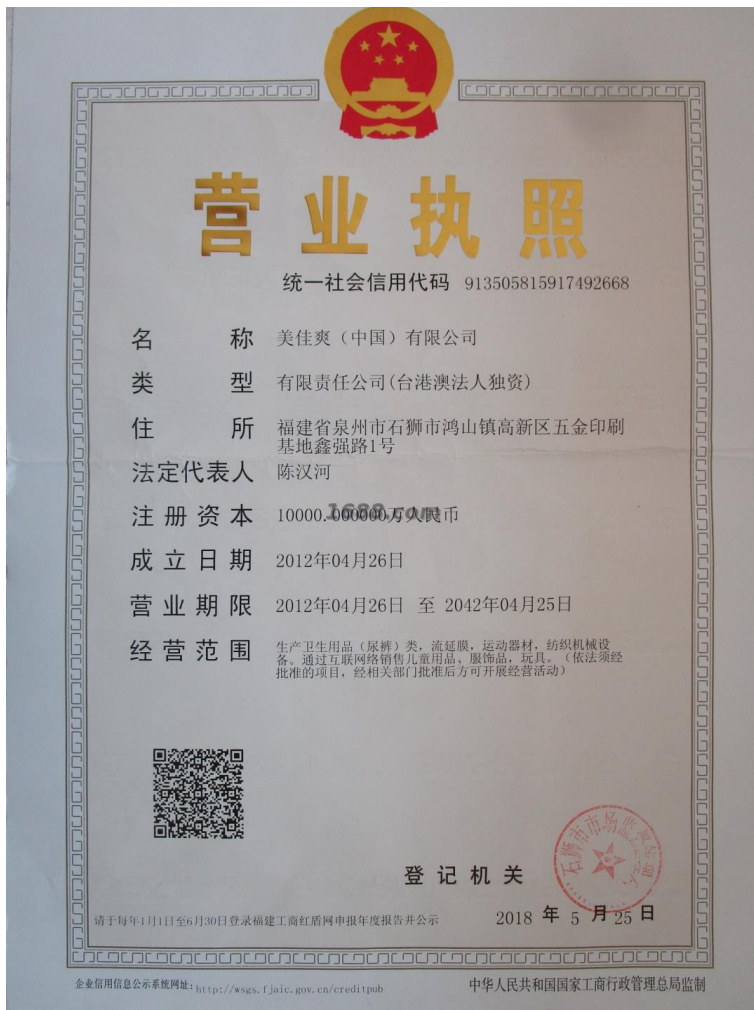 营业执照
统一社会信用代码 913505815917492668
名称 美佳爽（中国）有限公司
类型 有限责任公司(台港澳法人独资)
住所 福建省泉州市石狮市鸿山镇高新区五金印刷
基地鑫强路1号
法定代表人 陈汉河
注册资本 10000.000000万人民币
1688.com
成立日期 2012年04月26日
营业期限 2012年04月26日 至 2042年04月25日
经营范围 生产卫生用品（尿裤）类，流延膜，运动器材，纺织机械设
备。通过互联网络销售儿童用品、服饰品，玩具。（依法须经
批准的项目，经相关部门批准后方可开展经营活动）
石狮市市场监
登记机关
请于每年1月1日至6月30日登录福建工商红盾网申报年度报告并公示
2018 年 5 月 25 日
企业信用信息公示系统网址：http://wsgs.fjaic.gov.cn/creditpub
中华人民共和国国家工商行政管理总局监制